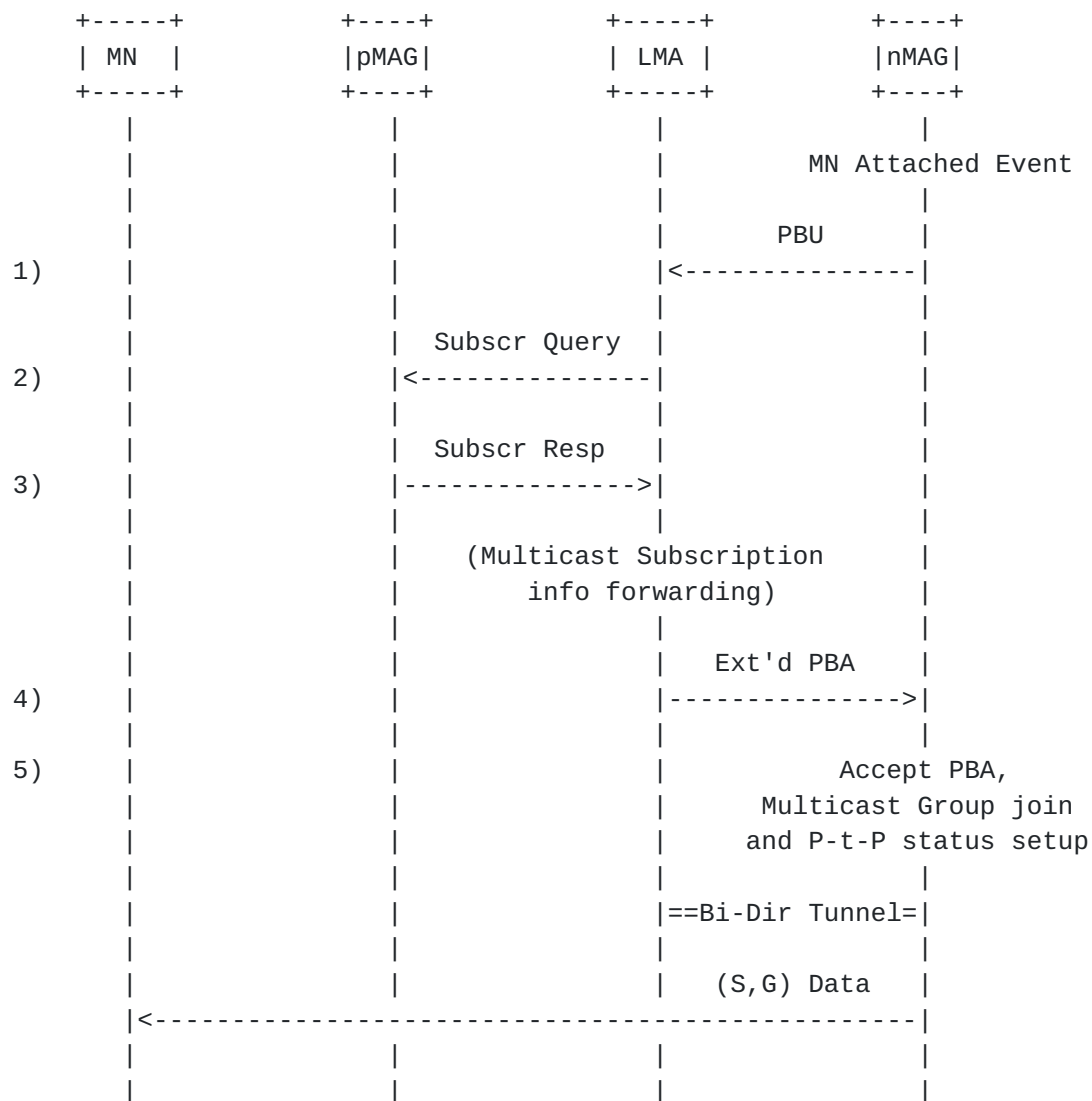 +-----+ +----+ +-----+ +----+
| MN | |pMAG| | LMA | |nMAG|
+-----+ +----+ +-----+ +----+
MN Attached Event
PBU
1) |<---------------|
Subscr Query
2) |<---------------|
Subscr Resp
3) |--------------->|
(Multicast Subscription
info forwarding)
Ext'd PBA
4) |--------------->|
5) Accept PBA,
Multicast Group join
and P-t-P status setup
|==Bi-Dir Tunnel=|
(S,G) Data
|<-------------------------------------------------|